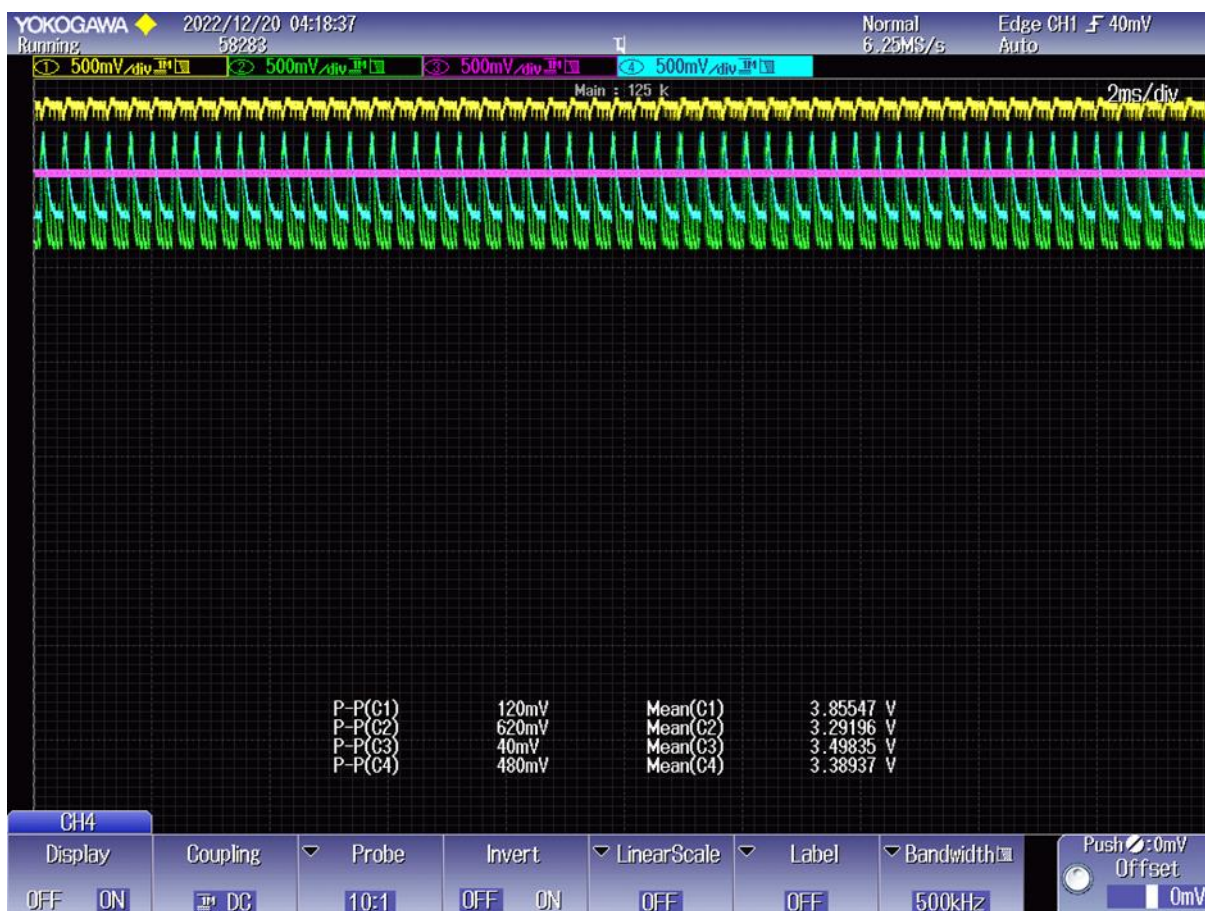 YOKOGAWA 2022/12/20 04:18:37 Normal Edge CH1 40mV
Running 58283 6.25MS/s Auto
1 500mV/div 2 500mV/div 3 500mV/div 4 500mV/div
Main : 125 k 2ms/div
P-P(C1) 120mV Mean(C1) 3.85547 V
P-P(C2) 620mV Mean(C2) 3.29196 V
P-P(C3) 40mV Mean(C3) 3.49835 V
P-P(C4) 480mV Mean(C4) 3.38937 V
CH4
Display Coupling Probe Invert LinearScale Label Bandwidth Push :0mV
Offset
OFF ON 1M DC 10:1 OFF ON OFF OFF 500kHz 0mV